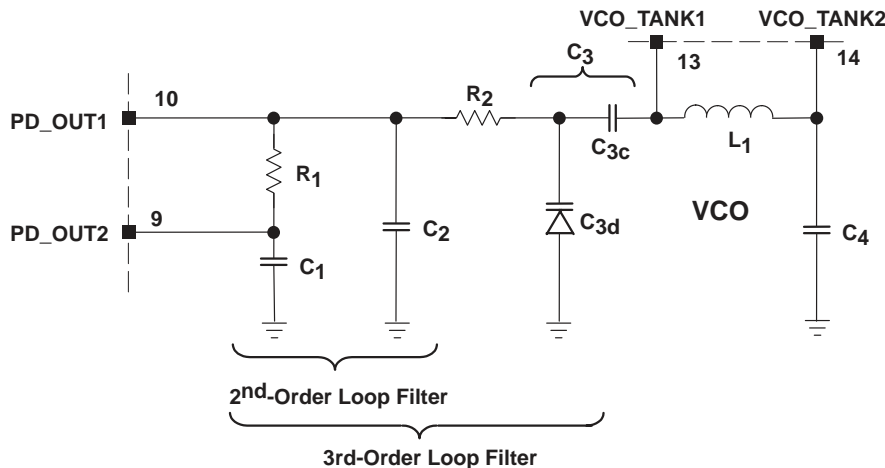 VCO_TANK1 VCO_TANK2
C3
13 14
10
R2
PD_OUT1
C3c
L1
R1
VCO
9
PD_OUT2
C2
C3d
C4
C1
2nd-Order Loop Filter
3rd-Order Loop Filter